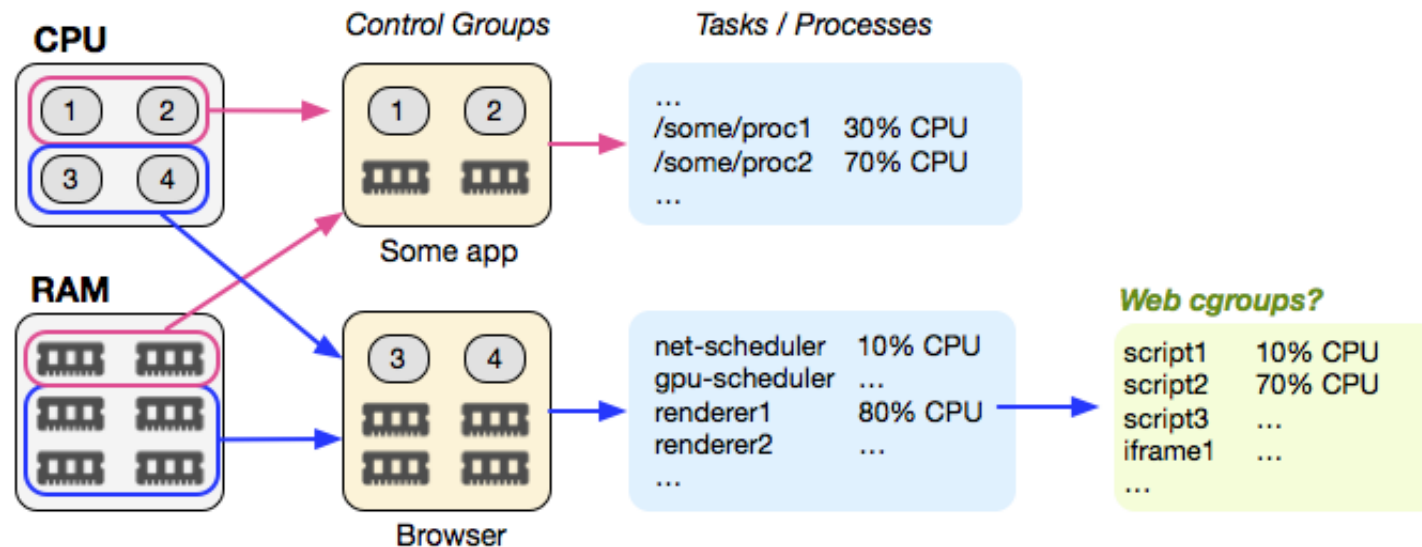 Control Groups
Tasks / Processes
CPU
1 2
3 4
1 2
Some app
...
/some/proc1 30% CPU
/some/proc2 70% CPU
...
RAM
3 4
Browser
net-scheduler 10% CPU
gpu-scheduler ...
renderer1 80% CPU
renderer2 ...
...
Web cgroups?
script1 10% CPU
script2 70% CPU
script3 ...
iframe1 ...
...